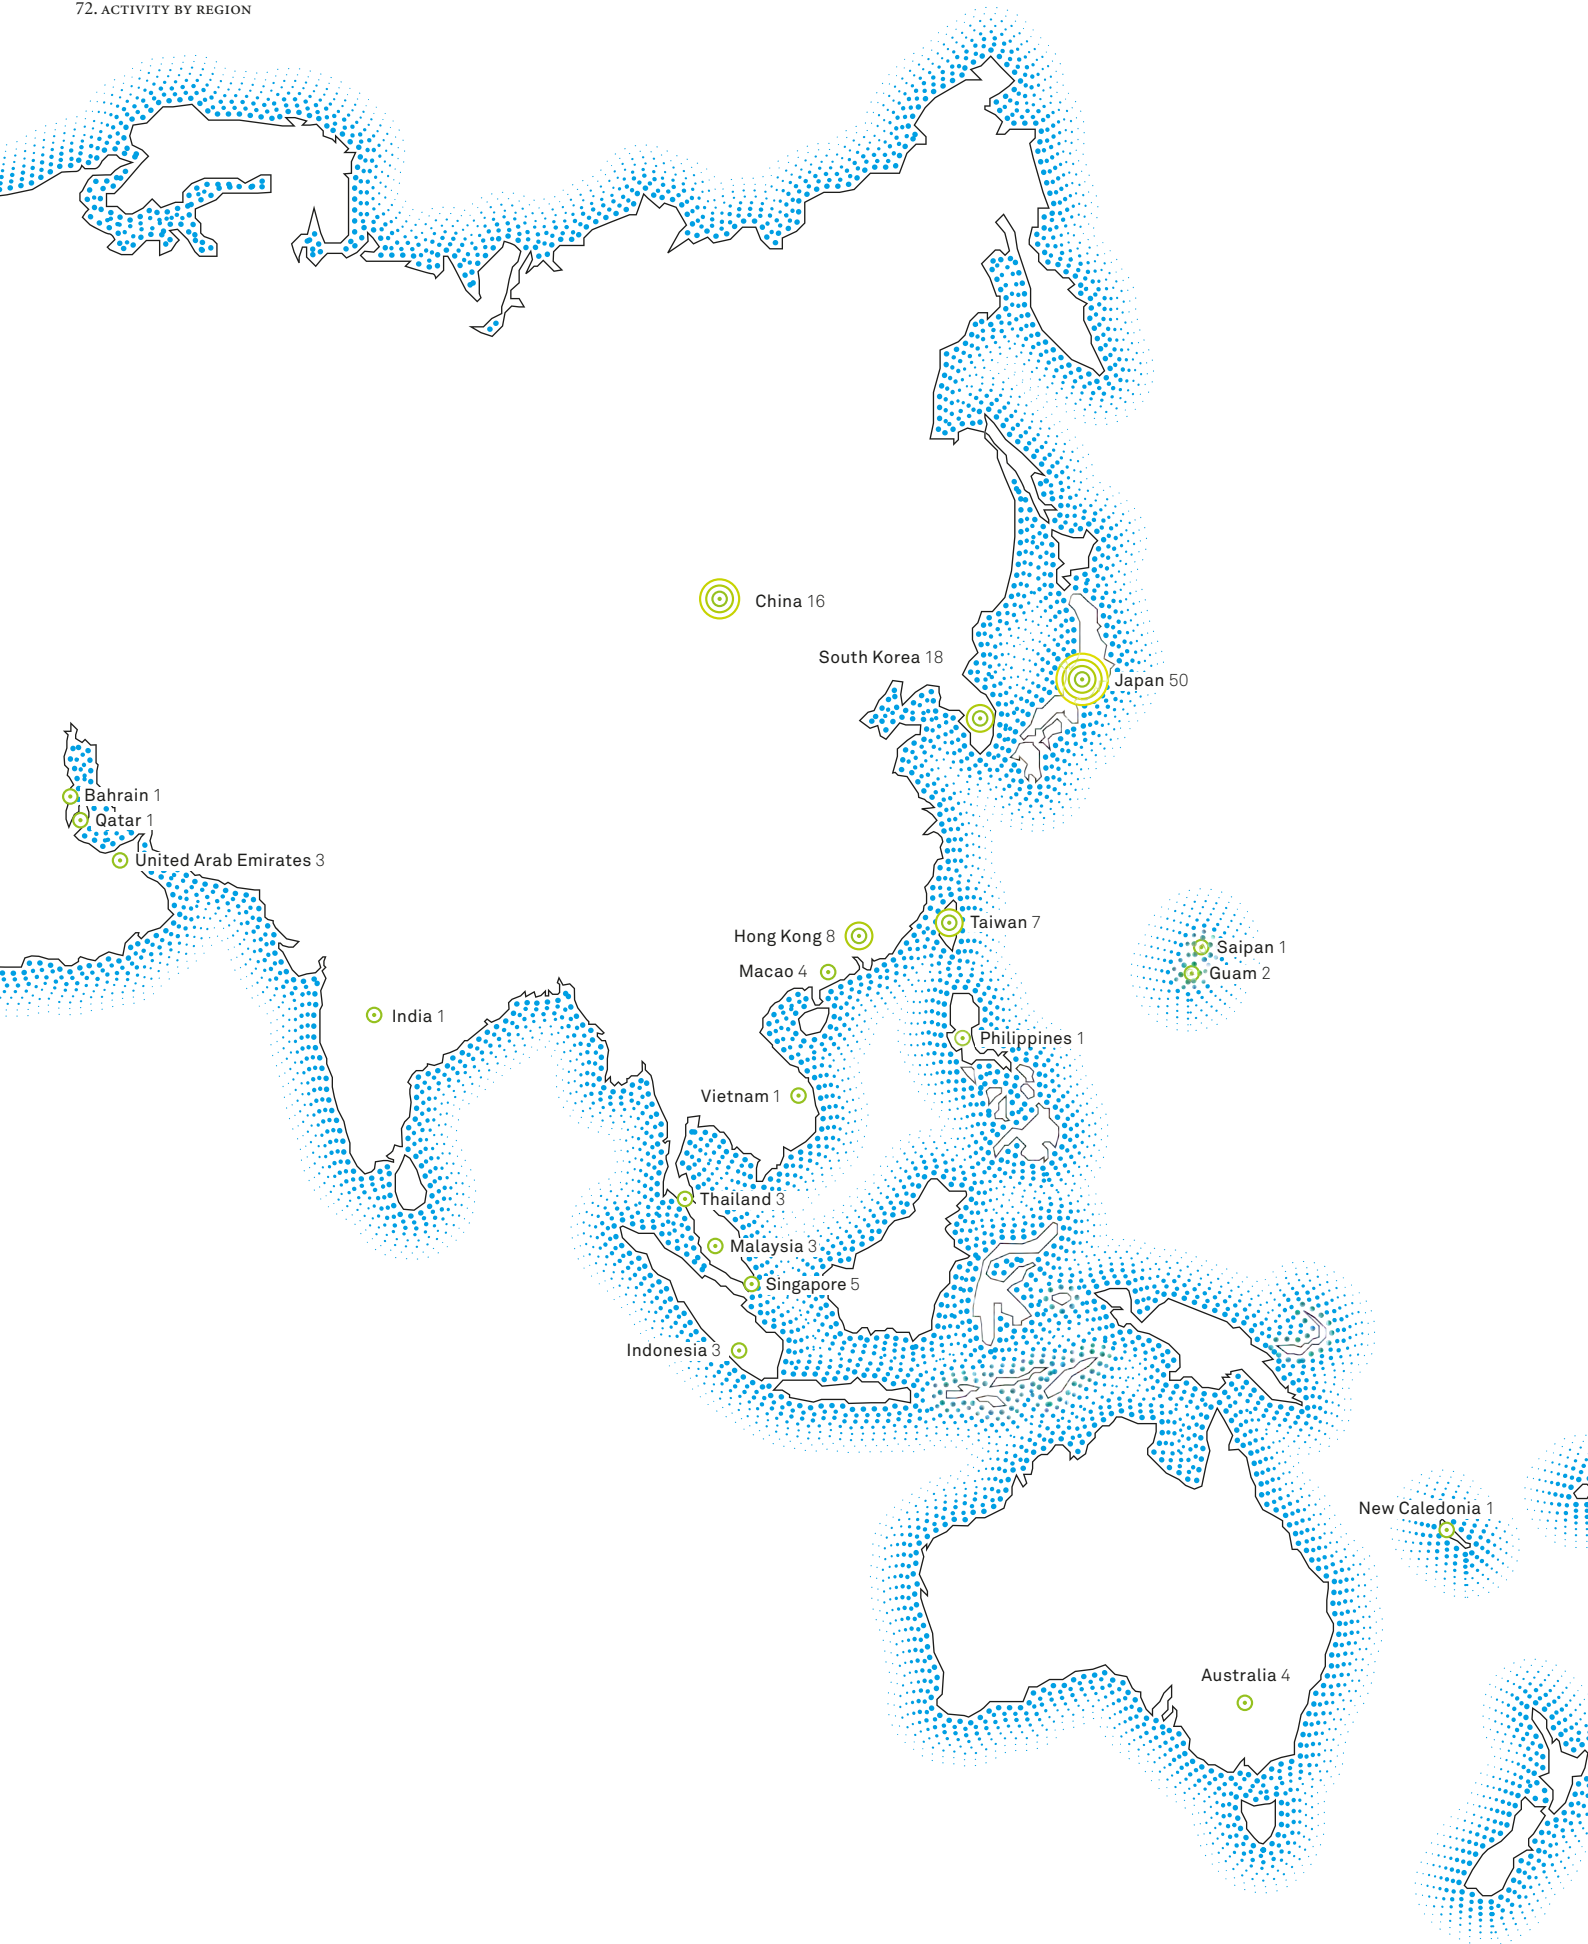 72. ACTIVITY BY REGION
China 16
South Korea 18
Japan 50
Bahrain 1
Qatar 1
United Arab Emirates 3
Taiwan 7
Hong Kong 8
Saipan 1
Macao 4
Guam 2
India 1
Philippines 1
Vietnam 1
Thailand 3
Malaysia 3
Singapore 5
Indonesia 3
New Caledonia 1
Australia 4